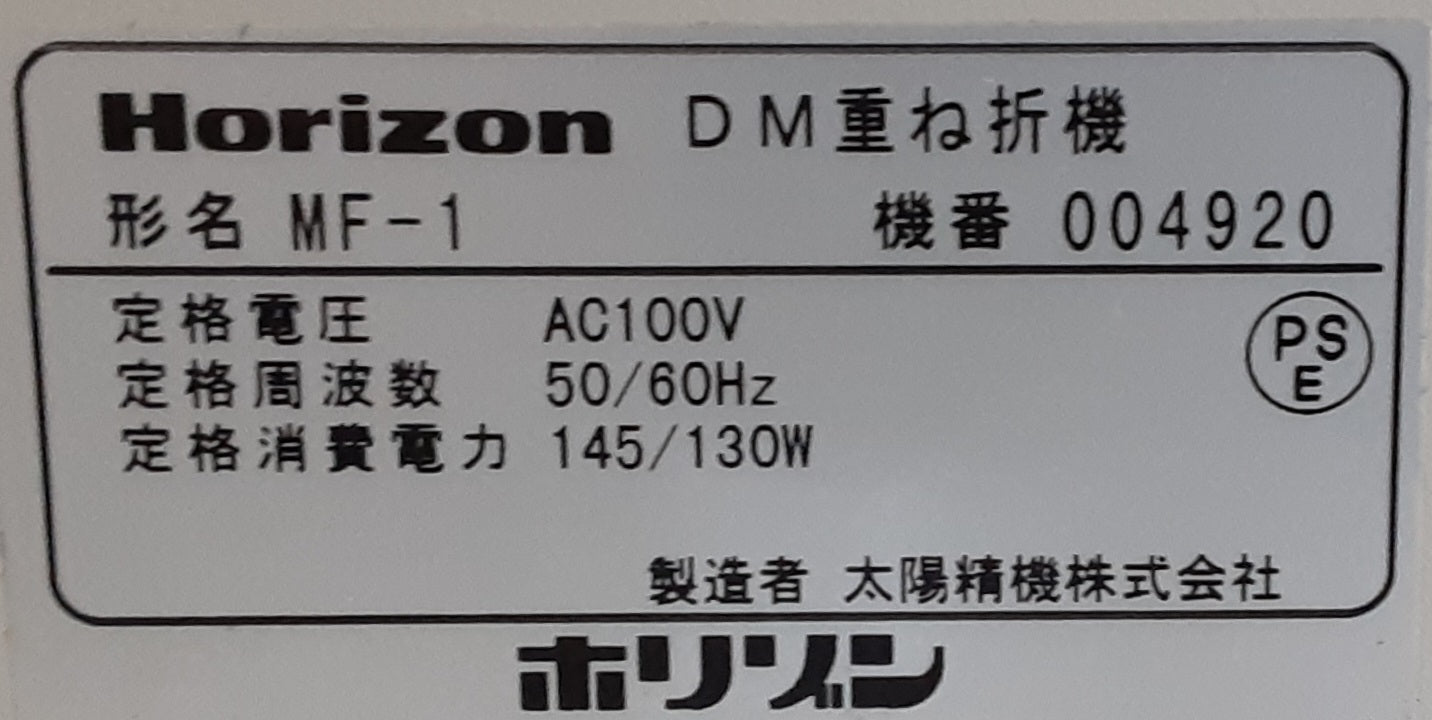 Horizon DM重ね折機
形名 MF-1 機番 004920
定格電圧 AC100V
PS
E
定格周波数 50/60Hz
定格消費電力 145/130W
製造者 太陽精機株式会社
ホリゾン